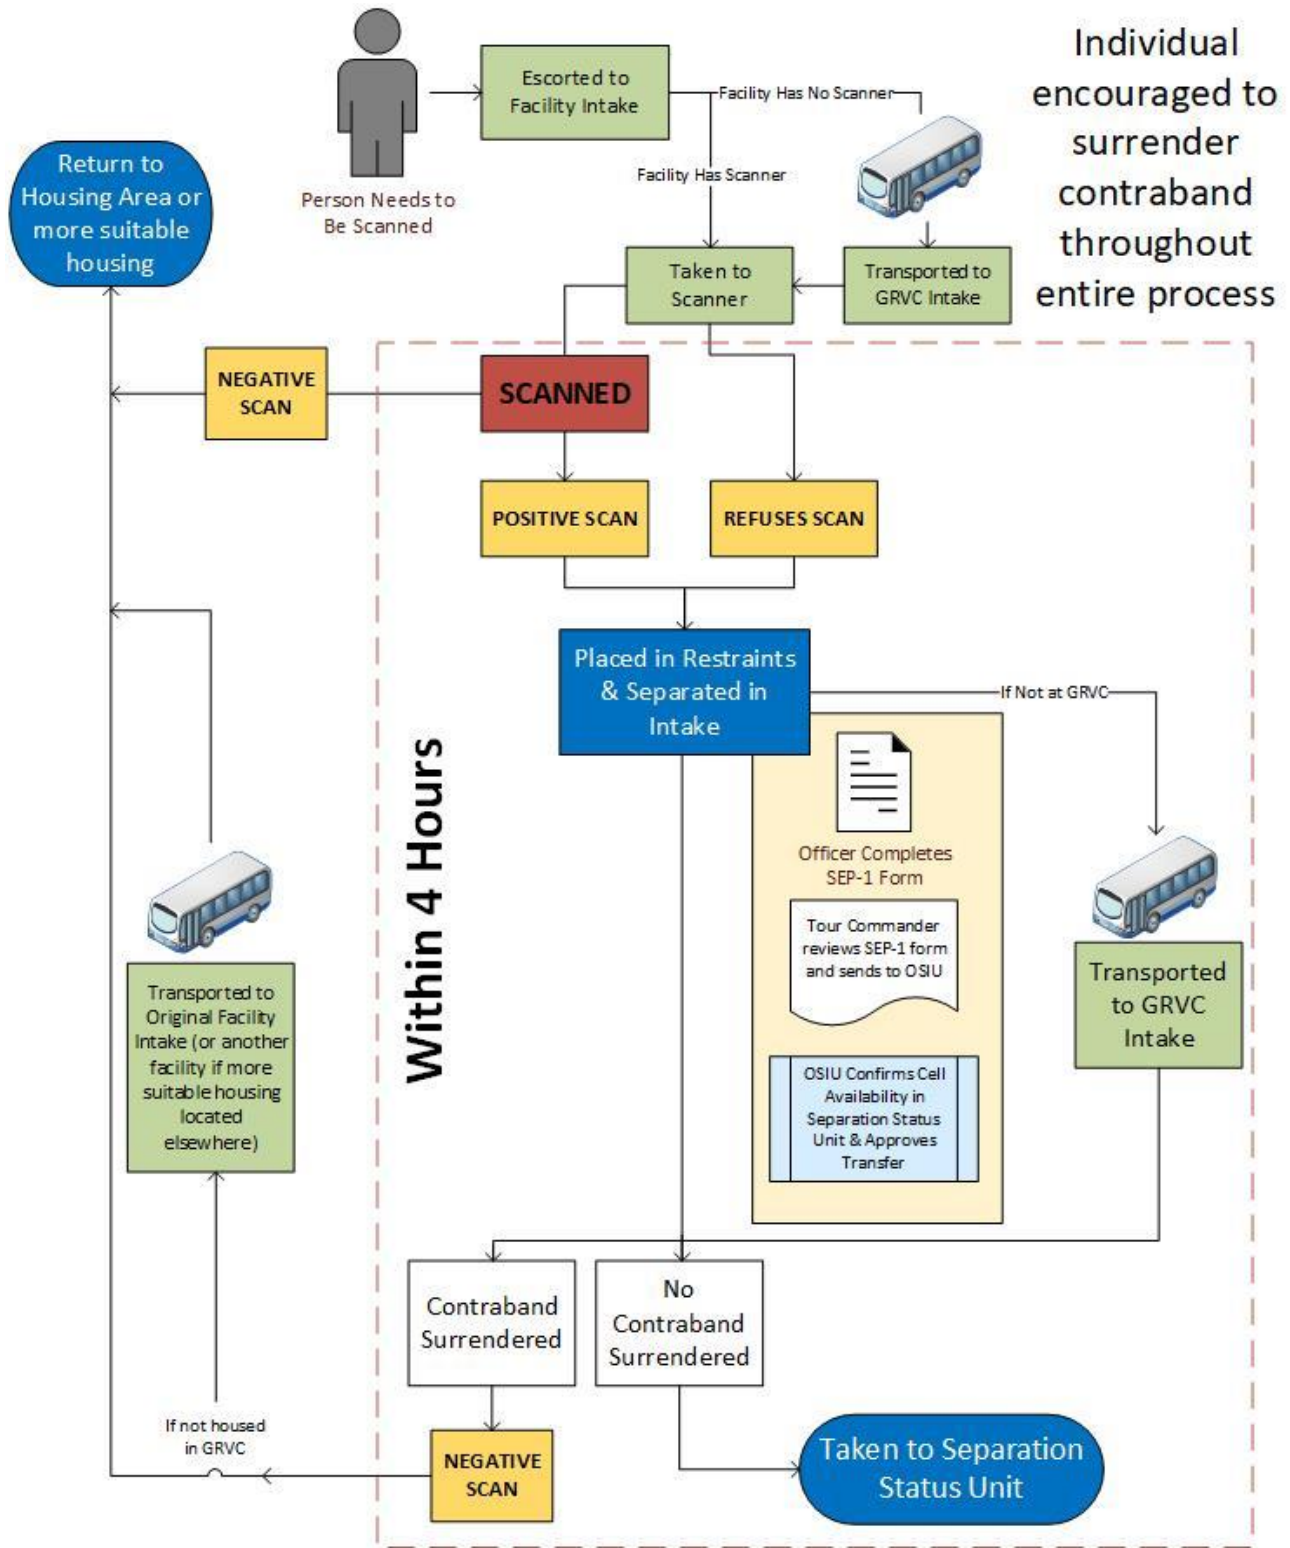 Individual
encouraged to
surrender
contraband
throughout
entire process
Escorted to
Facility Intake
Facility Has No Scanner
Facility Has Scanner
Person Needs to
Be Scanned
Return to
Housing Area or
more suitable
housing
Taken to
Scanner
Transported to
GRVC Intake
NEGATIVE
SCAN
SCANNED
POSITIVE SCAN
REFUSES SCAN
Placed in Restraints
& Separated in
Intake
If Not at GRVC
Within 4 Hours
Officer Completes
SEP-1 Form
Tour Commander
reviews SEP-1 form
and sends to OSIU
OSIU Confirms Cell
Availability in
Separation Status
Unit & Approves
Transfer
Transported
to GRVC
Intake
Transported to
Original Facility
Intake (or another
facility if more
suitable housing
located
elsewhere)
Contraband
Surrendered
No
Contraband
Surrendered
If not housed
in GRVC
NEGATIVE
SCAN
Taken to Separation
Status Unit